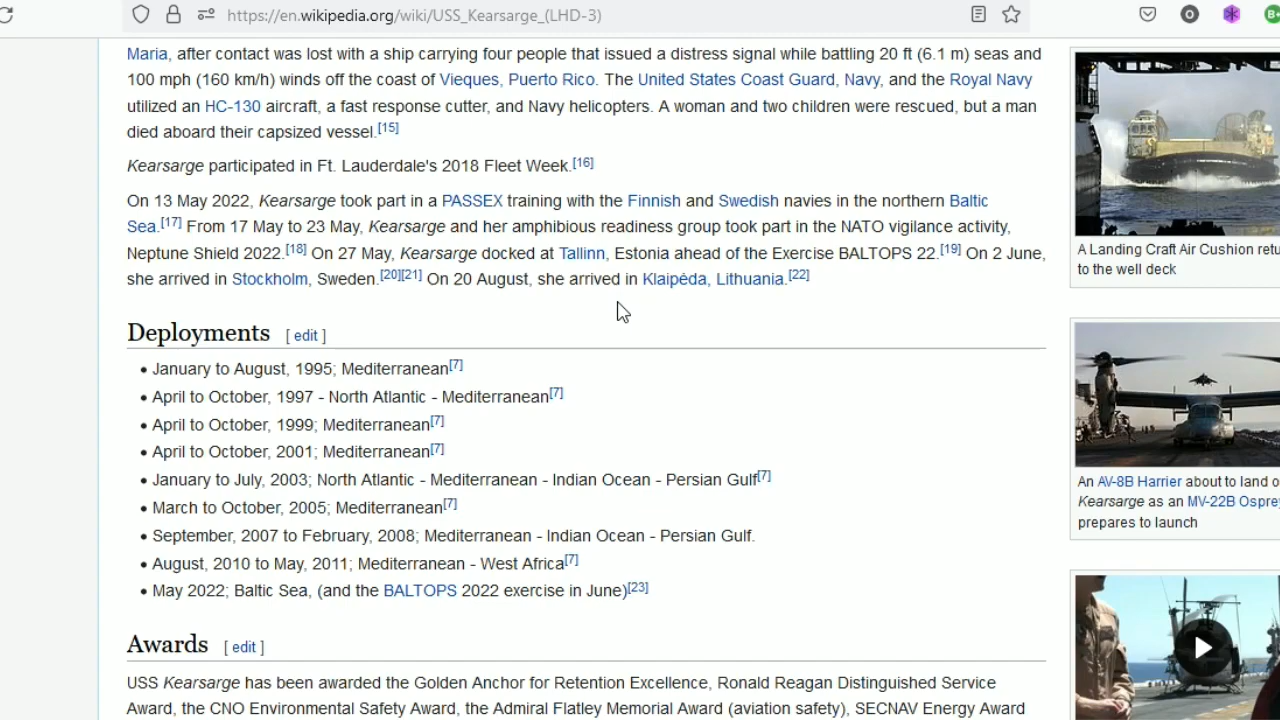 https://en.wikipedia.org/wiki/USS_Kearsarge_(LHD-3)
Maria, after contact was lost with a ship carrying four people that issued a distress signal while battling 20 ft (6.1 m) seas and
100 mph (160 km/h) winds off the coast of Vieques, Puerto Rico. The United States Coast Guard, Navy, and the Royal Navy
utilized an HC-130 aircraft, a fast response cutter, and Navy helicopters. A woman and two children were rescued, but a man
died aboard their capsized vessel.[15]
Kearsarge participated in Ft. Lauderdale's 2018 Fleet Week.[16]
On 13 May 2022, Kearsarge took part in a PASSEX training with the Finnish and Swedish navies in the northern Baltic
Sea.[17] From 17 May to 23 May, Kearsarge and her amphibious readiness group took part in the NATO vigilance activity,
Neptune Shield 2022.[18] On 27 May, Kearsarge docked at Tallinn, Estonia ahead of the Exercise BALTOPS 22.[19] On 2 June,
she arrived in Stockholm, Sweden.[20][21] On 20 August, she arrived in Klaipėda, Lithuania.[22]
Deployments [ edit ]
• January to August, 1995; Mediterranean[7]
• April to October, 1997 - North Atlantic - Mediterranean[7]
• April to October, 1999; Mediterranean[7]
• April to October, 2001; Mediterranean[7]
• January to July, 2003; North Atlantic - Mediterranean - Indian Ocean - Persian Gulf[7]
• March to October, 2005; Mediterranean[7]
• September, 2007 to February, 2008; Mediterranean - Indian Ocean - Persian Gulf.
• August, 2010 to May, 2011; Mediterranean - West Africa[7]
• May 2022; Baltic Sea, (and the BALTOPS 2022 exercise in June)[23]
Awards [ edit ]
USS Kearsarge has been awarded the Golden Anchor for Retention Excellence, Ronald Reagan Distinguished Service
Award, the CNO Environmental Safety Award, the Admiral Flatley Memorial Award (aviation safety), SECNAV Energy Award
A Landing Craft Air Cushion retu
to the well deck
An AV-8B Harrier about to land o
Kearsarge as an MV-22B Osprey
prepares to launch